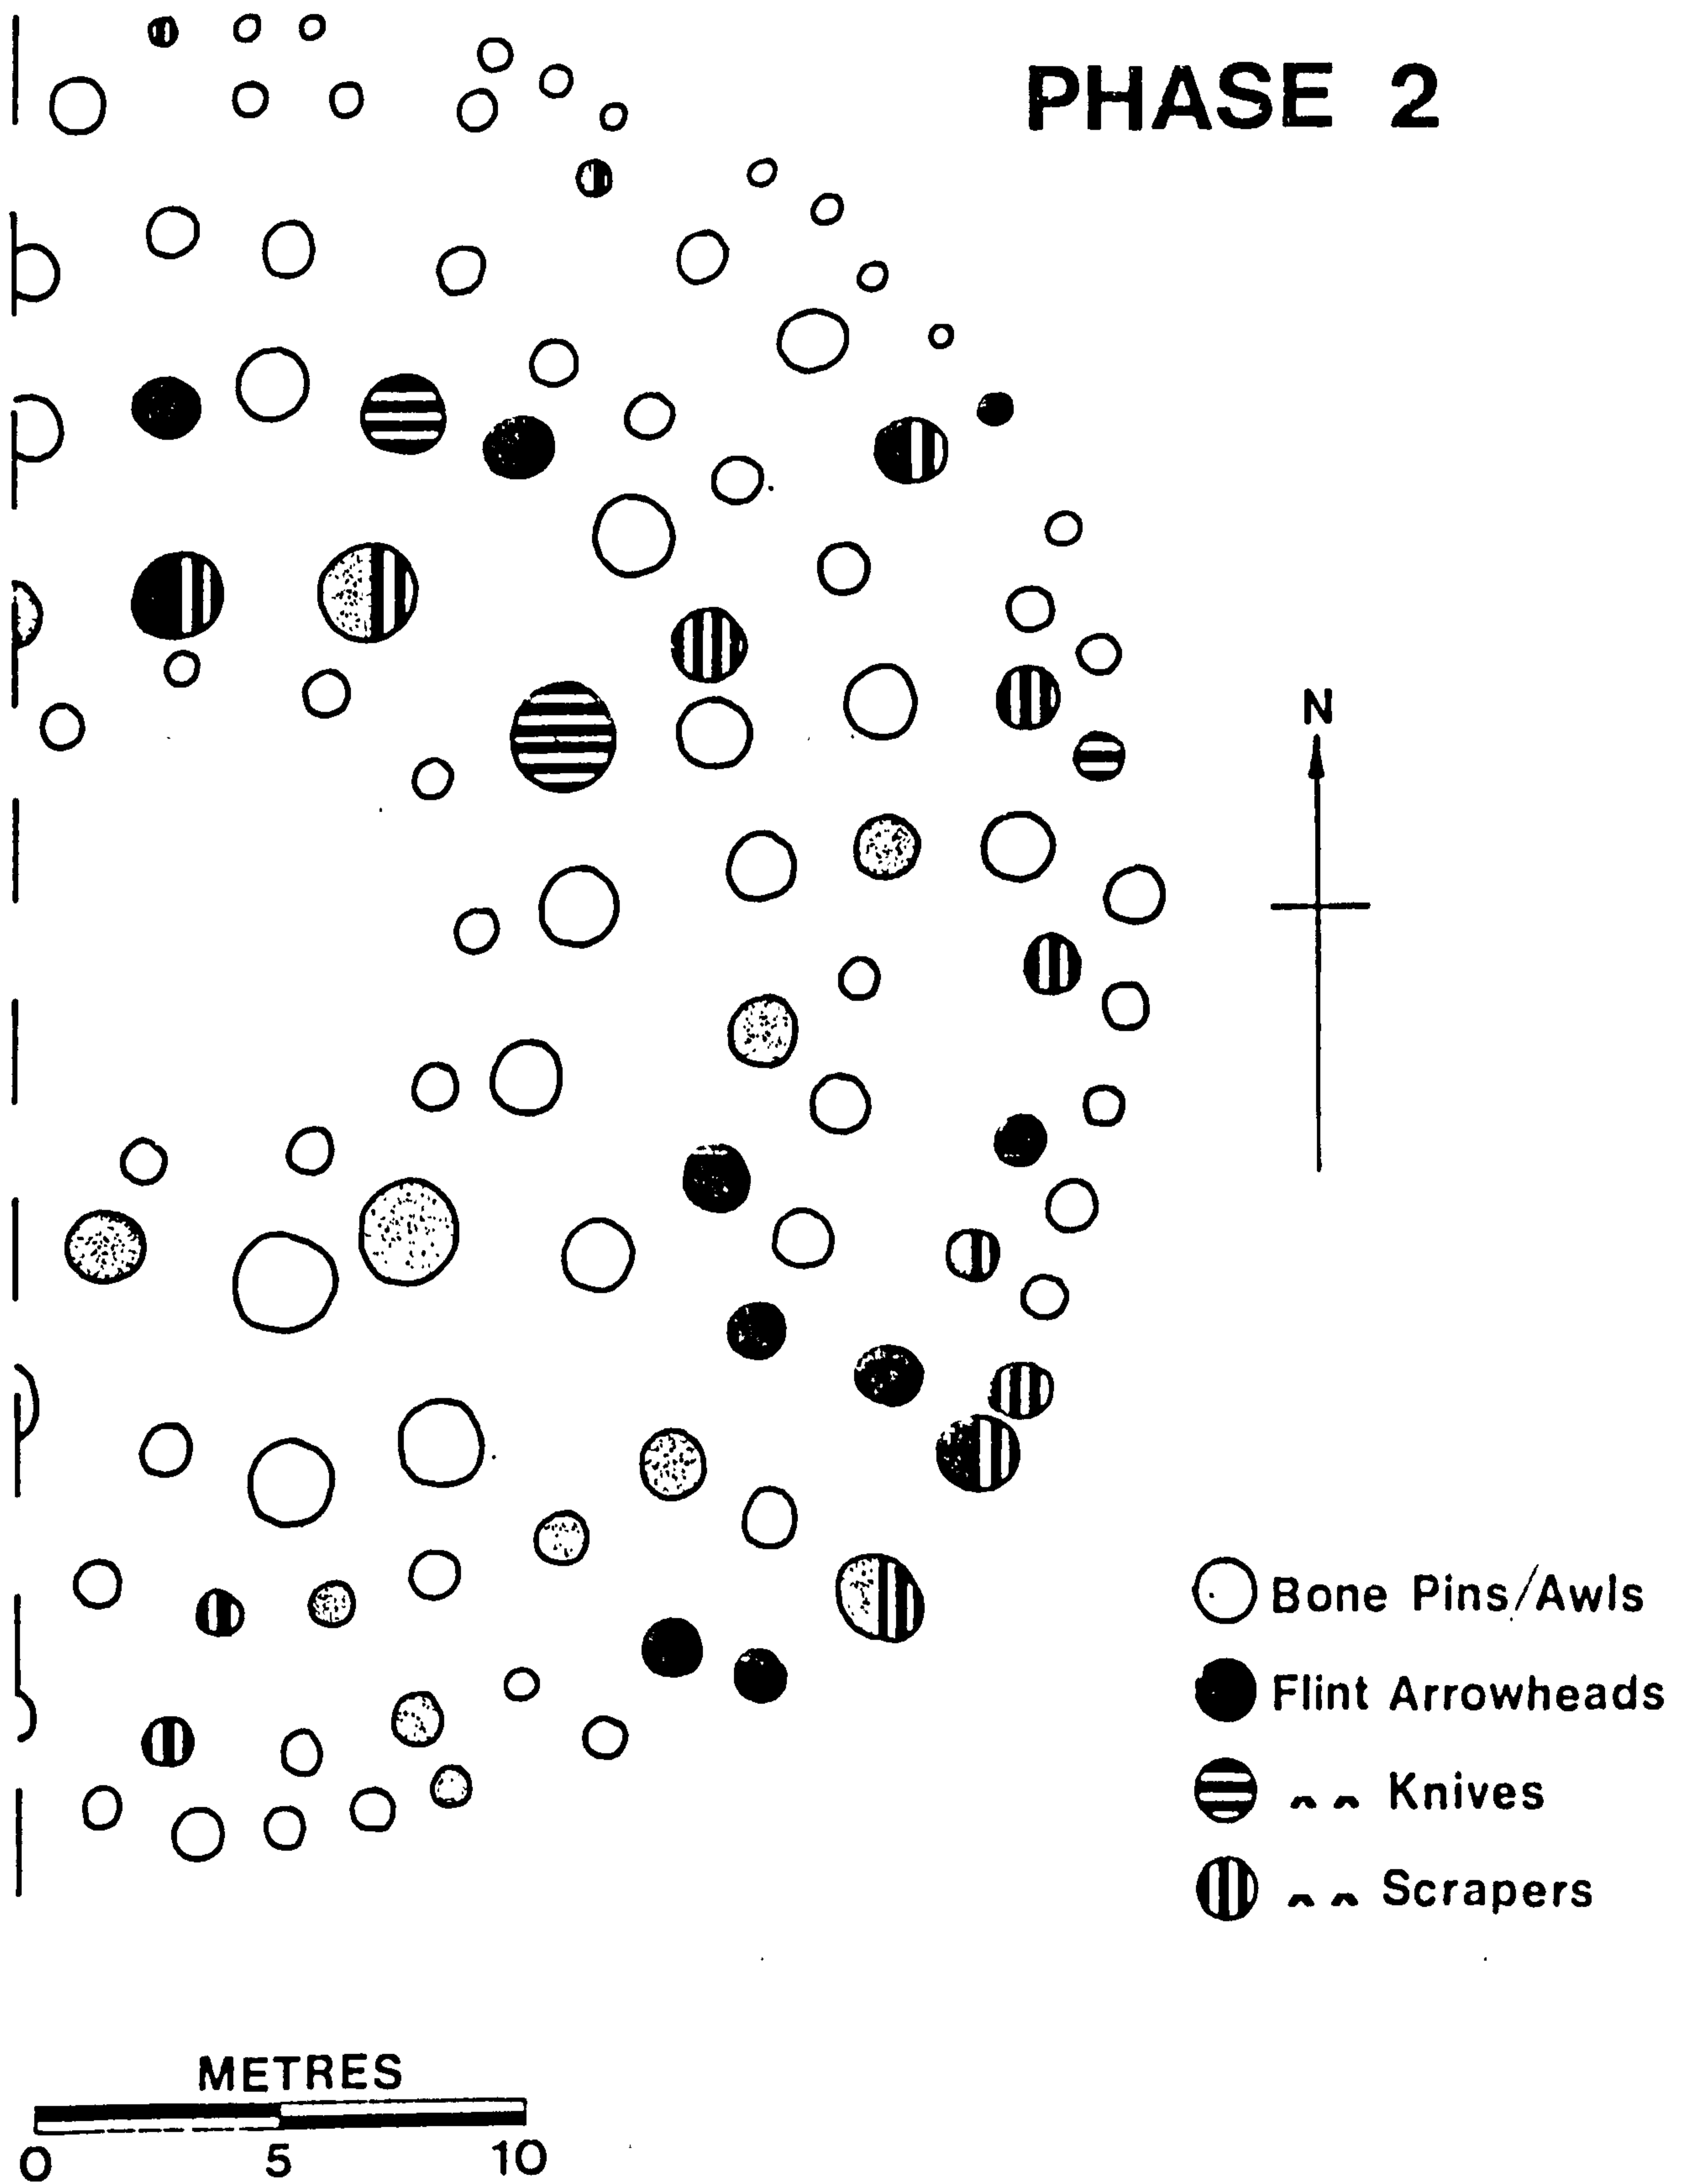 PHASE 2
N
Bone Pins/Awls
Flint Arrowheads
^ ^ Knives
^ ^ Scrapers
METRES
0 5 10